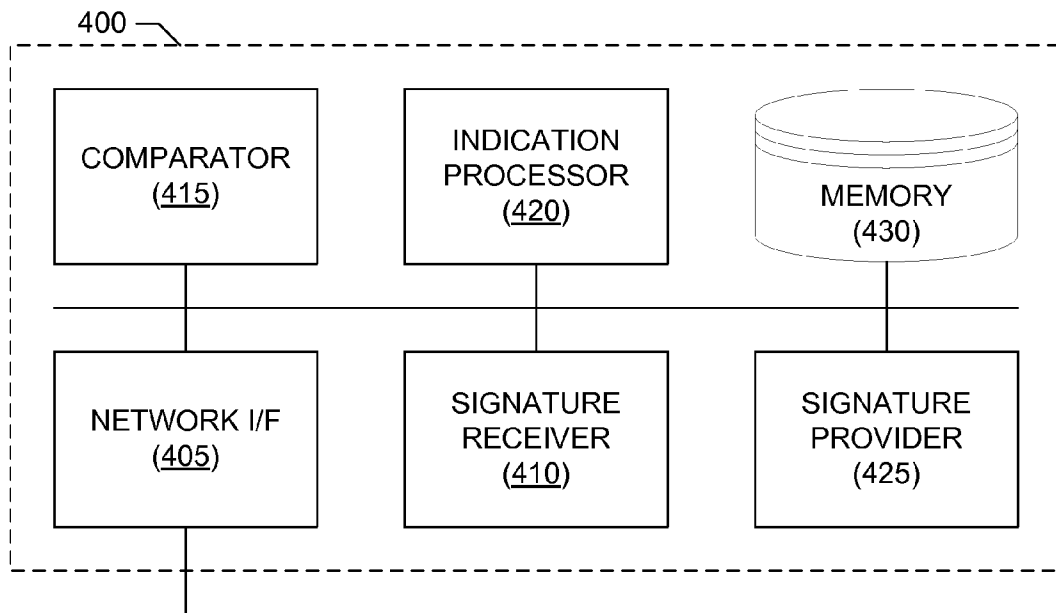 400
COMPARATOR
(415)
INDICATION
PROCESSOR
(420)
MEMORY
(430)
NETWORK I/F
(405)
SIGNATURE
RECEIVER
(410)
SIGNATURE
PROVIDER
(425)